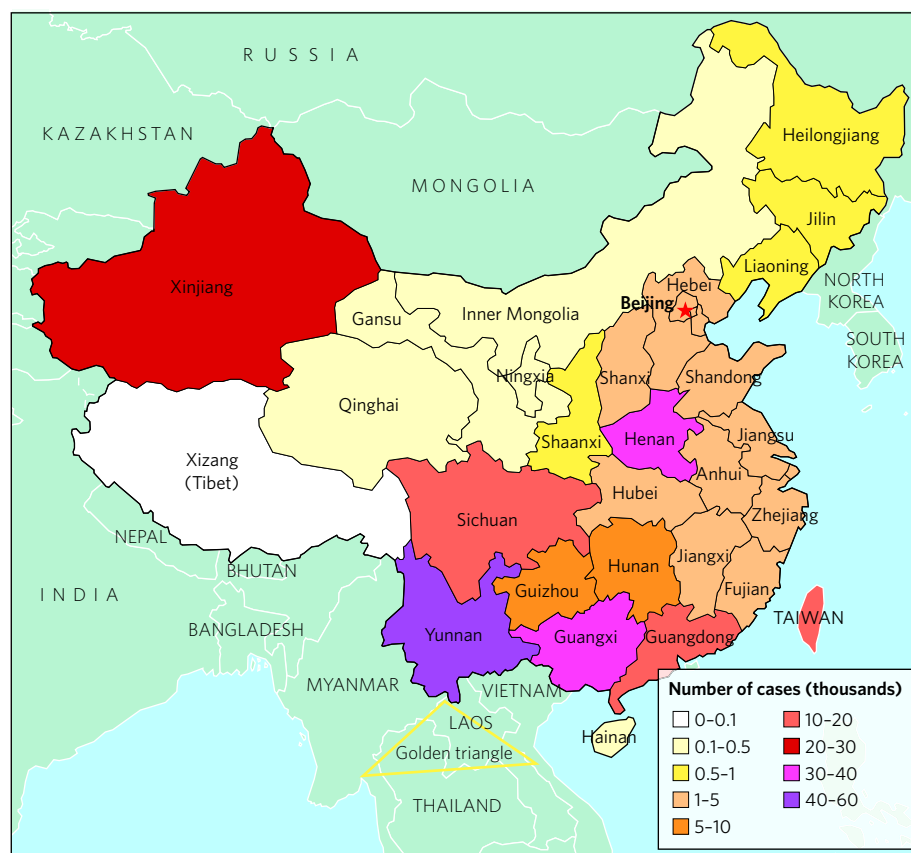 RUSSIA
KAZAKHSTAN
Heilongjiang
MONGOLIA
Jilin
Liaoning
NORTH
KOREA
Xinjiang
Hebei
Beijing
Gansu
Inner Mongolia
SOUTH
KOREA
Ningxia
Shanxi
Shandong
Qinghai
Shaanxi
Henan
Jiangsu
Xizang
(Tibet)
Anhui
Hubei
Sichuan
Zhejiang
NEPAL
Jiangxi
BHUTAN
Guizhou
Hunan
Fujian
INDIA
TAIWAN
BANGLADESH
Yunnan
Guangxi
Guangdong
MYANMAR
VIETNAM
LAOS
Hainan
Golden triangle
THAILAND
Number of cases (thousands)
0–0.1
0.1–0.5
0.5–1
1–5
5–10
10–20
20–30
30–40
40–60